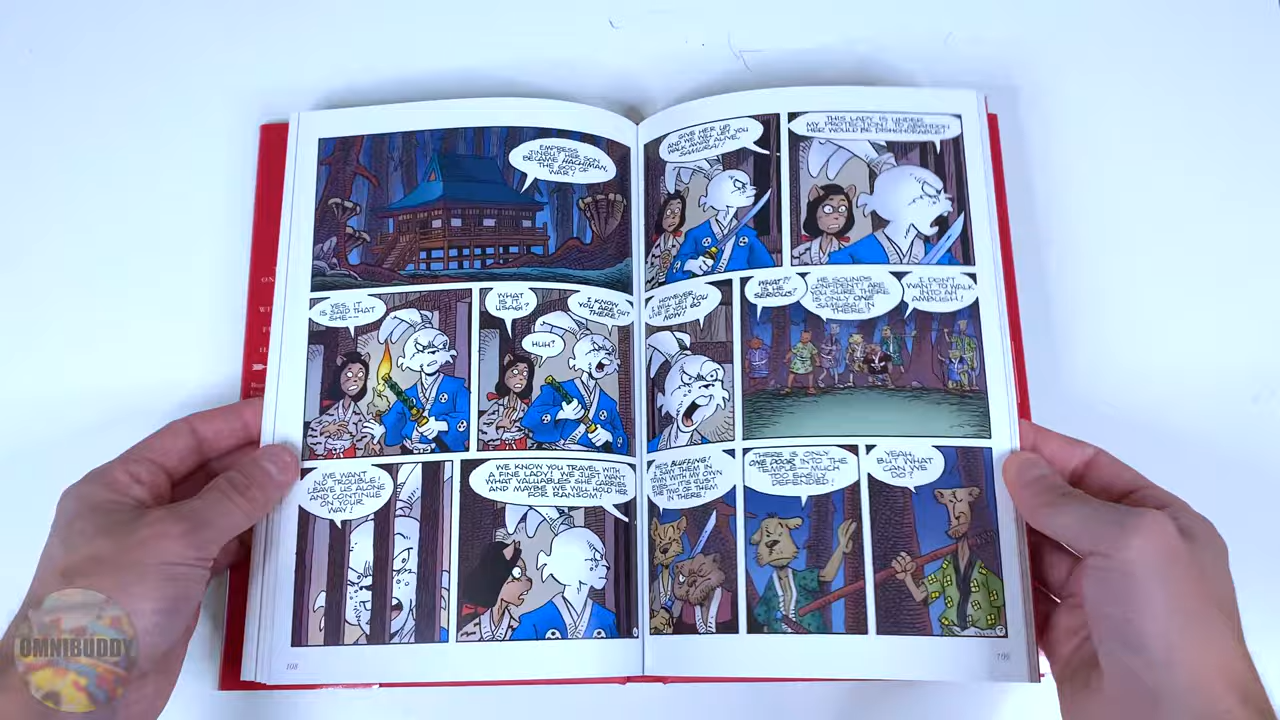 EMPRESS
JINGU? HER SON
BECAME HACHIMAN,
THE GOD OF
WAR?
YES. IT
IS SAID THAT
SHE--
WHAT
IS IT,
USAGI?
HUH?
I KNOW
YOU ARE OUT
THERE!
WE WANT
NO TROUBLE!
LEAVE US ALONE
AND CONTINUE
ON YOUR
WAY!
WE KNOW YOU TRAVEL WITH
A FINE LADY! WE JUST WANT
WHAT VALUABLES SHE CARRIES
AND MAYBE WE WILL HOLD HER
FOR RANSOM!
108
GIVE HER UP
AND WE WILL LET YOU
WALK AWAY ALIVE,
SAMURAI!
THIS LADY IS UNDER
MY PROTECTION! TO ABANDON
HER WOULD BE DISHONORABLE!
HOWEVER,
I WILL LET YOU
LIVE IF YOU GO
NOW!
WHAT?!
IS HE
SERIOUS?
HE SOUNDS
CONFIDENT! ARE
YOU SURE THERE
IS ONLY ONE
SAMURAI IN
THERE?
I DON'T
WANT TO WALK
INTO AN
AMBUSH!
HE'S BLUFFING!
I SAW THEM IN
TOWN WITH MY OWN
EYES--IT'S JUST
THE TWO OF THEM
IN THERE!
THERE IS ONLY
ONE DOOR INTO THE
TEMPLE--MUCH
TOO EASILY
DEFENDED!
YEAH,
BUT WHAT
CAN WE
DO?
7
109
OMNIBUDDY